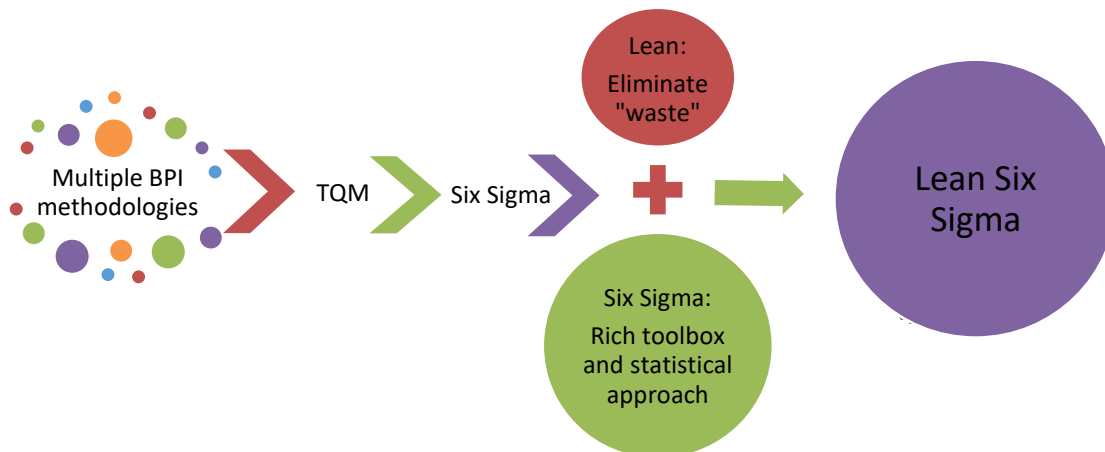 Multiple BPI
methodologies
TQM
Six Sigma
Lean:
Eliminate
"waste"
Six Sigma:
Rich toolbox
and statistical
approach
Lean Six
Sigma